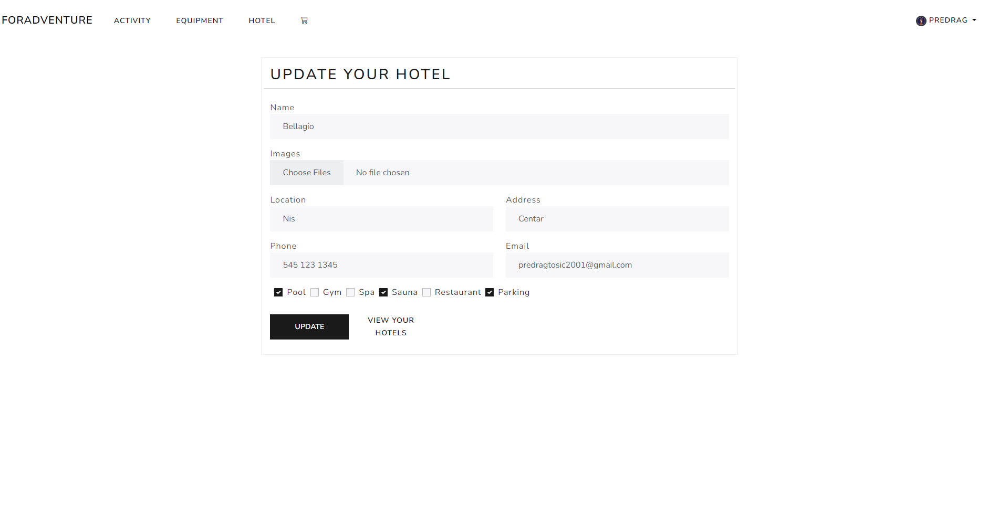 FORADVENTURE ACTIVITY EQUIPMENT HOTEL PREDRAG
UPDATE YOUR HOTEL
Name
Bellagio
Images
Choose Files No file chosen
Location Address
Nis Centar
Phone Email
545 123 1345 predragtosic2001@gmail.com
Pool Gym Spa Sauna Restaurant Parking
UPDATE
VIEW YOUR
HOTELS